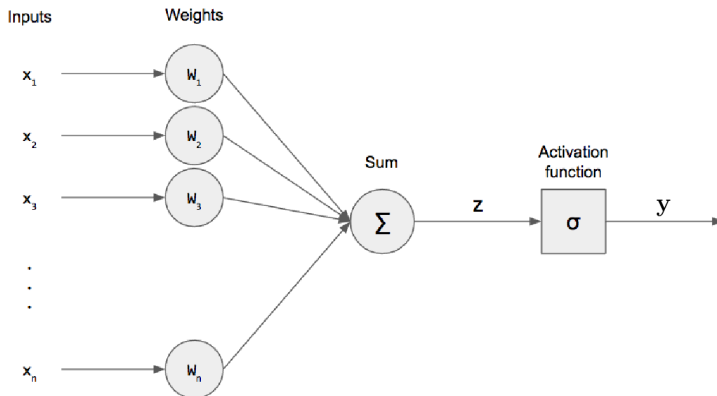 Inputs
Weights
x₁
W₁
x₂
W₂
Sum
Activation
function
x₃
W₃
Σ
z
σ
y
.
.
.
xₙ
Wₙ